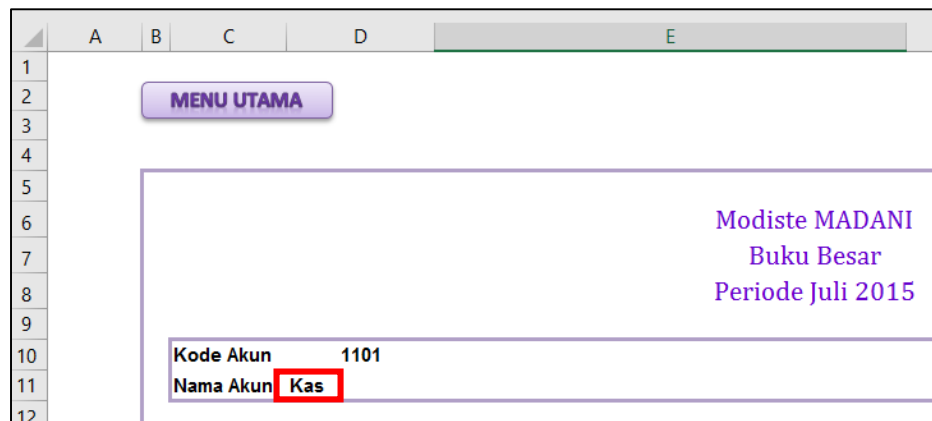 A B C D E
1
2 MENU UTAMA
3
4
5
6 Modiste MADANI
7 Buku Besar
8 Periode Juli 2015
9
10 Kode Akun 1101
11 Nama Akun Kas
12